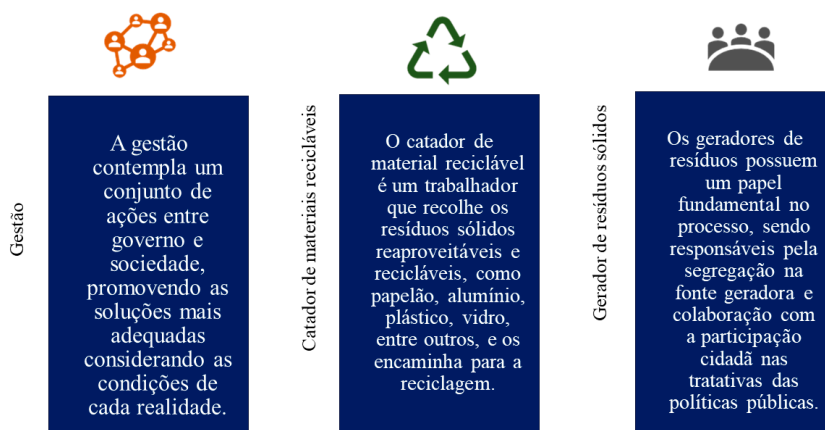 Gestão
A gestão
contempla um
conjunto de
ações entre
governo e
sociedade,
promovendo as
soluções mais
adequadas
considerando as
condições de
cada realidade.
Catador de materiais recicláveis
O catador de
material reciclável
é um trabalhador
que recolhe os
resíduos sólidos
reaproveitáveis e
recicláveis, como
papelão, alumínio,
plástico, vidro,
entre outros, e os
encaminha para a
reciclagem.
Gerador de resíduos sólidos
Os geradores de
resíduos possuem
um papel
fundamental no
processo, sendo
responsáveis pela
segregação na
fonte geradora e
colaboração com
a participação
cidadã nas
tratativas das
políticas públicas.